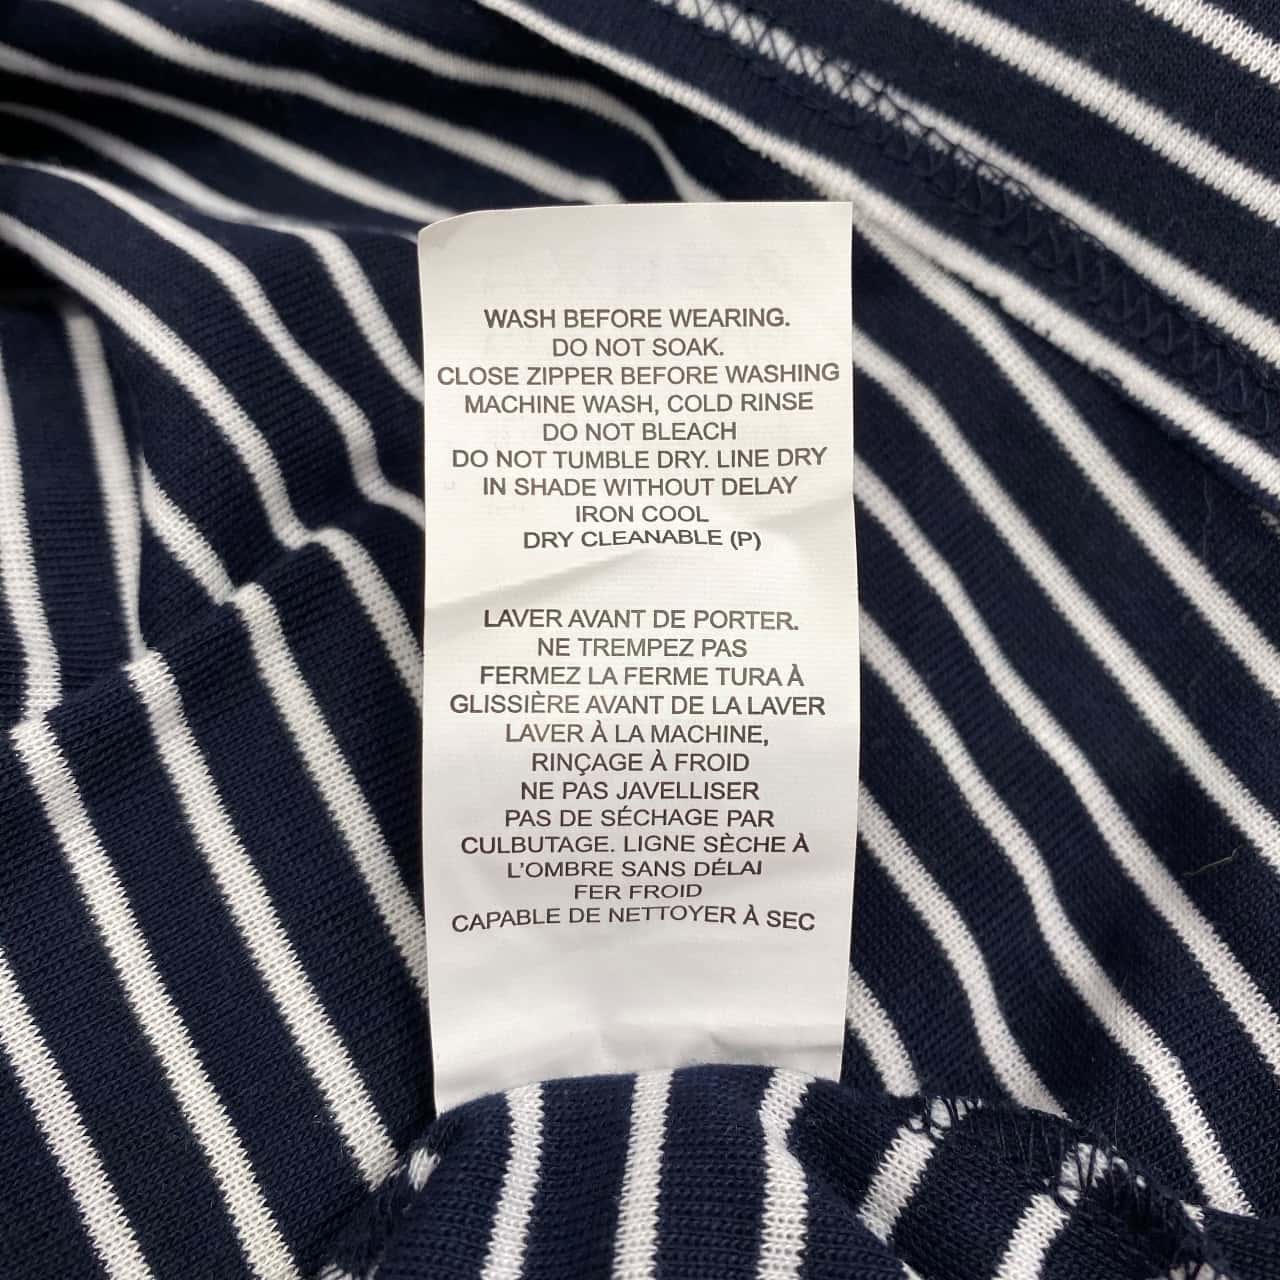 WASH BEFORE WEARING.
DO NOT SOAK.
CLOSE ZIPPER BEFORE WASHING
MACHINE WASH, COLD RINSE
DO NOT BLEACH
DO NOT TUMBLE DRY. LINE DRY
IN SHADE WITHOUT DELAY
IRON COOL
DRY CLEANABLE (P)
LAVER AVANT DE PORTER.
NE TREMPEZ PAS
FERMEZ LA FERME TURA À
GLISSIÈRE AVANT DE LA LAVER
LAVER À LA MACHINE,
RINÇAGE À FROID
NE PAS JAVELLISER
PAS DE SÉCHAGE PAR
CULBUTAGE. LIGNE SÈCHE À
L'OMBRE SANS DÉLAI
FER FROID
CAPABLE DE NETTOYER À SEC